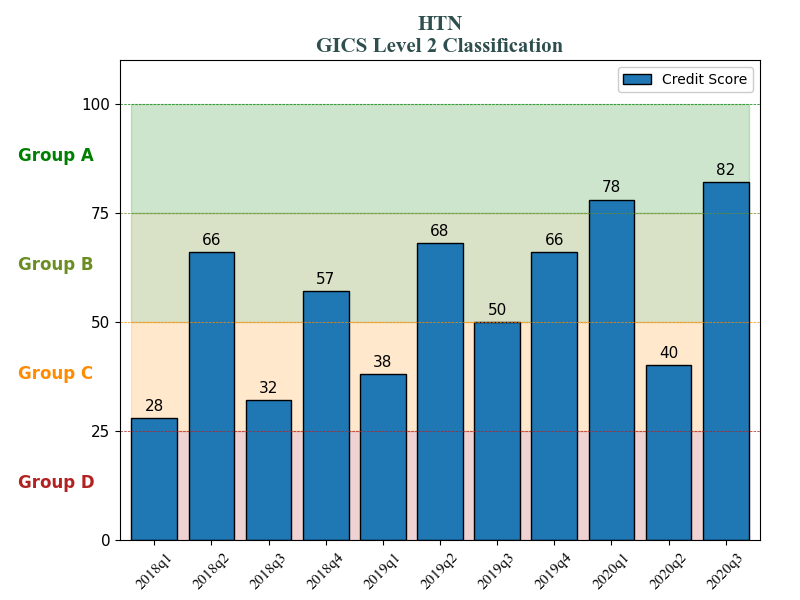 HTN
GICS Level 2 Classification
Credit Score
100
Group A
82
78
75
68
66
66
Group B
57
50
50
40
38
Group C
32
28
25
Group D
0
2018q1 2018q2 2018q3 2018q4 2019q1 2019q2 2019q3 2019q4 2020q1 2020q2 2020q3